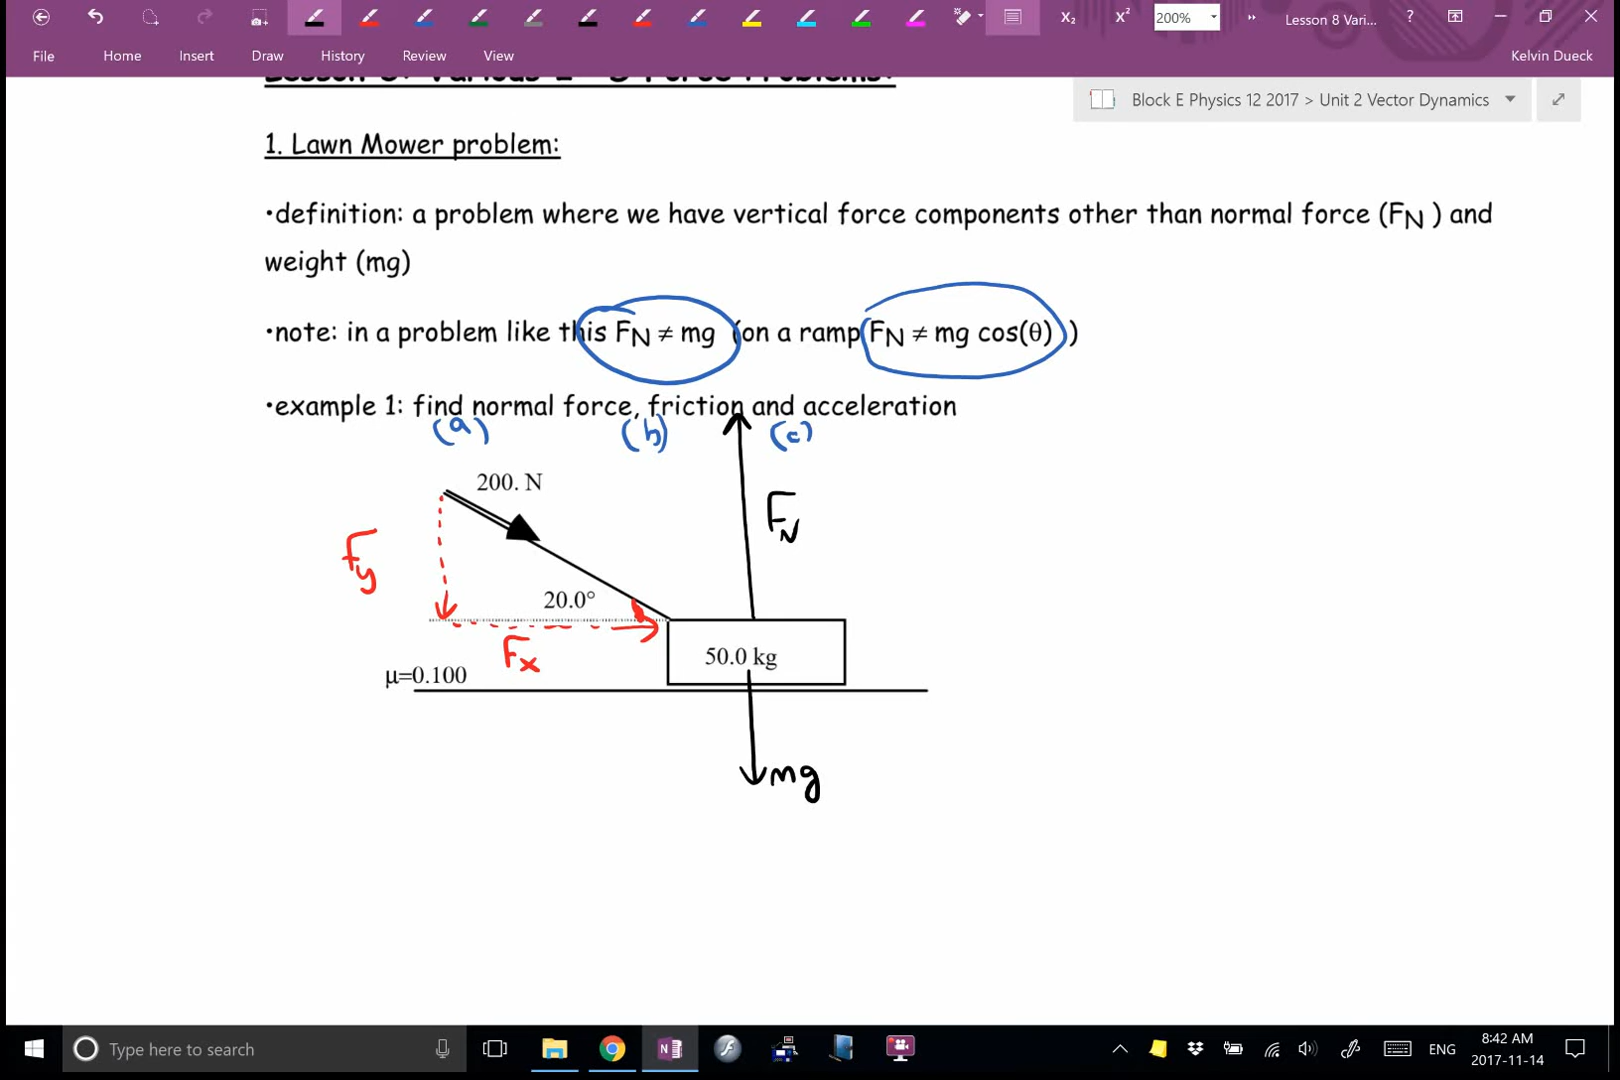 X₂ X² 200% Lesson 8 Vari... ?
File Home Insert Draw History Review View Kelvin Dueck
Block E Physics 12 2017 > Unit 2 Vector Dynamics
1. Lawn Mower problem:
•definition: a problem where we have vertical force components other than normal force (FN ) and
weight (mg)
•note: in a problem like this FN ≠ mg (on a ramp FN ≠ mg cos(θ) )
•example 1: find normal force, friction and acceleration
(a) (b) (c)
200. N
FN
Fy
20.0°
Fx
50.0 kg
μ=0.100
mg
Type here to search
ENG
8:42 AM
2017-11-14